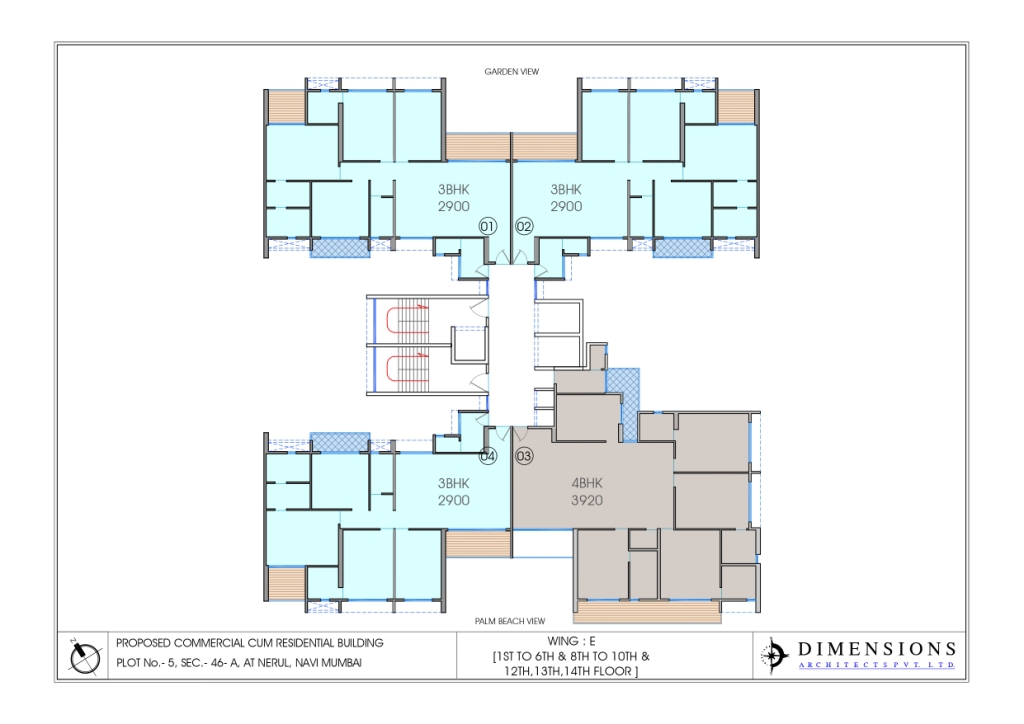 GARDEN VIEW
3BHK
2900
01
3BHK
2900
02
04
03
3BHK
2900
4BHK
3920
PALM BEACH VIEW
N
PROPOSED COMMERCIAL CUM RESIDENTIAL BUILDING
PLOT No.- 5, SEC.- 46- A, AT NERUL, NAVI MUMBAI
WING : E
[1ST TO 6TH & 8TH TO 10TH &
12TH,13TH,14TH FLOOR ]
DIMENSIONS
ARCHITECTS PVT. LTD.